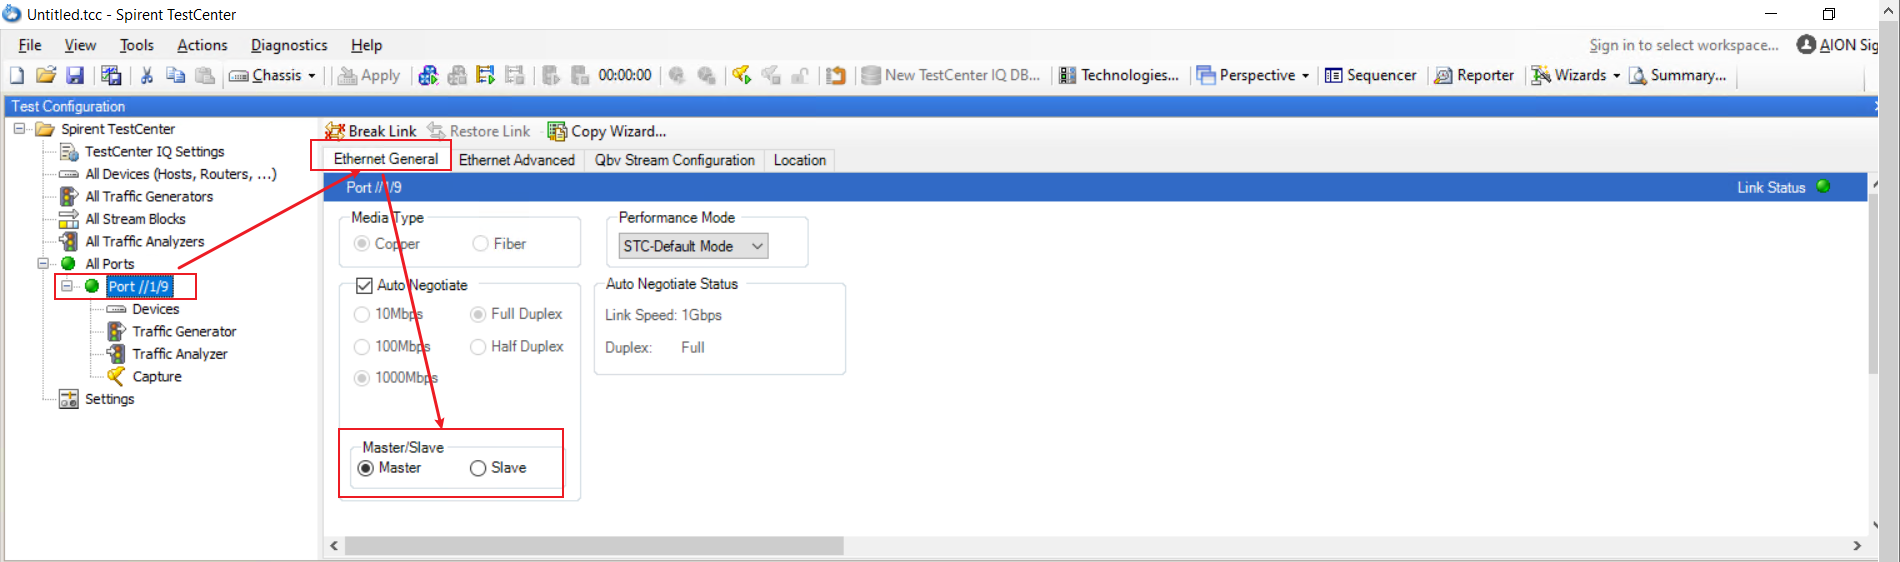 Untitled.tcc - Spirent TestCenter
File View Tools Actions Diagnostics Help Sign in to select workspace... AION Sig
Chassis Apply 00:00:00 New TestCenter IQ DB... Technologies... Perspective Sequencer Reporter Wizards Summary...
Test Configuration
Spirent TestCenter
TestCenter IQ Settings
All Devices (Hosts, Routers, ...)
All Traffic Generators
All Stream Blocks
All Traffic Analyzers
All Ports
Port //1/9
Devices
Traffic Generator
Traffic Analyzer
Capture
Settings
Break Link Restore Link Copy Wizard...
Ethernet General Ethernet Advanced Qbv Stream Configuration Location
Port //1/9 Link Status
Media Type
Copper Fiber
Performance Mode
STC-Default Mode
Auto Negotiate
10Mbps Full Duplex
100Mbps Half Duplex
1000Mbps
Auto Negotiate Status
Link Speed: 1Gbps
Duplex: Full
Master/Slave
Master Slave